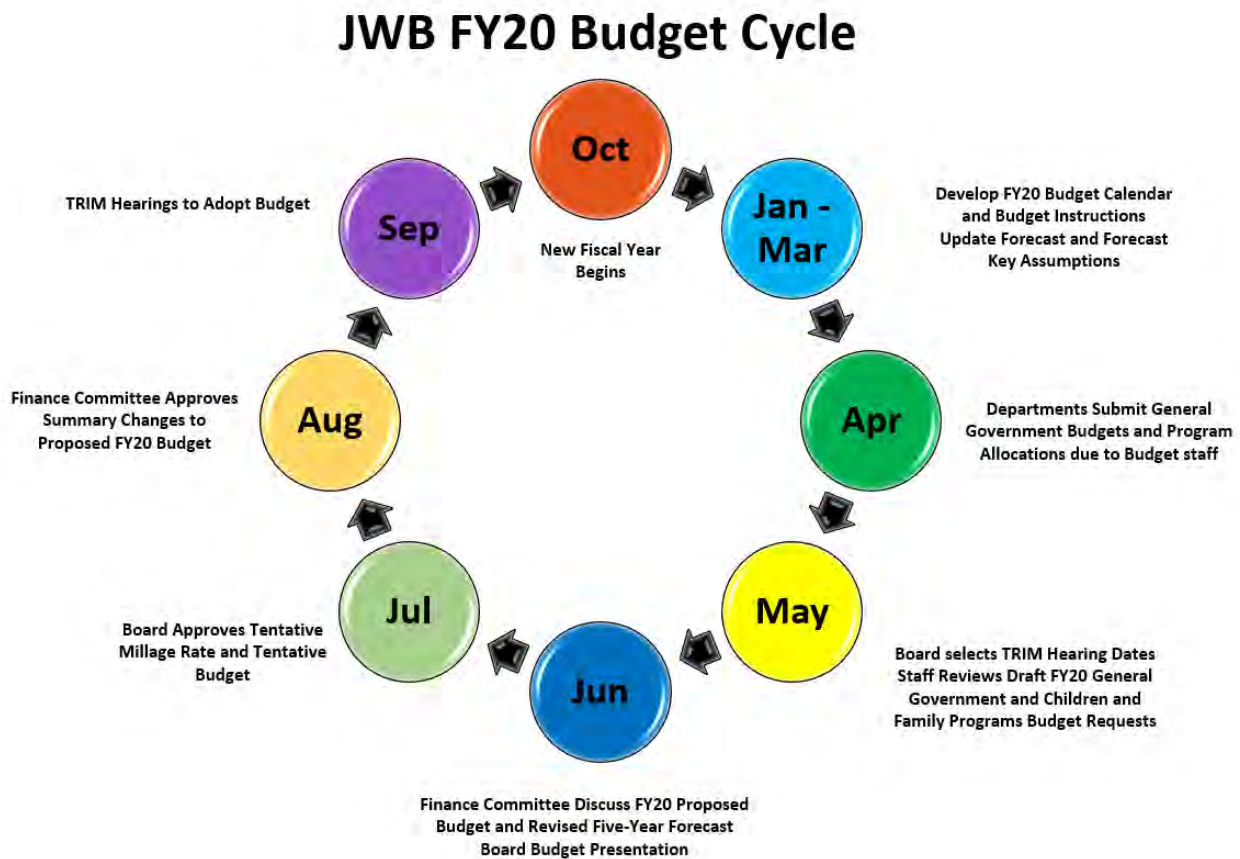 JWB FY20 Budget Cycle
Oct
New Fiscal Year
Begins
Jan -
Mar
Develop FY20 Budget Calendar
and Budget Instructions
Update Forecast and Forecast
Key Assumptions
Apr
Departments Submit General
Government Budgets and Program
Allocations due to Budget staff
May
Board selects TRIM Hearing Dates
Staff Reviews Draft FY20 General
Government and Children and
Family Programs Budget Requests
Jun
Finance Committee Discuss FY20 Proposed
Budget and Revised Five-Year Forecast
Board Budget Presentation
Jul
Board Approves Tentative
Millage Rate and Tentative
Budget
Aug
Finance Committee Approves
Summary Changes to
Proposed FY20 Budget
Sep
TRIM Hearings to Adopt Budget